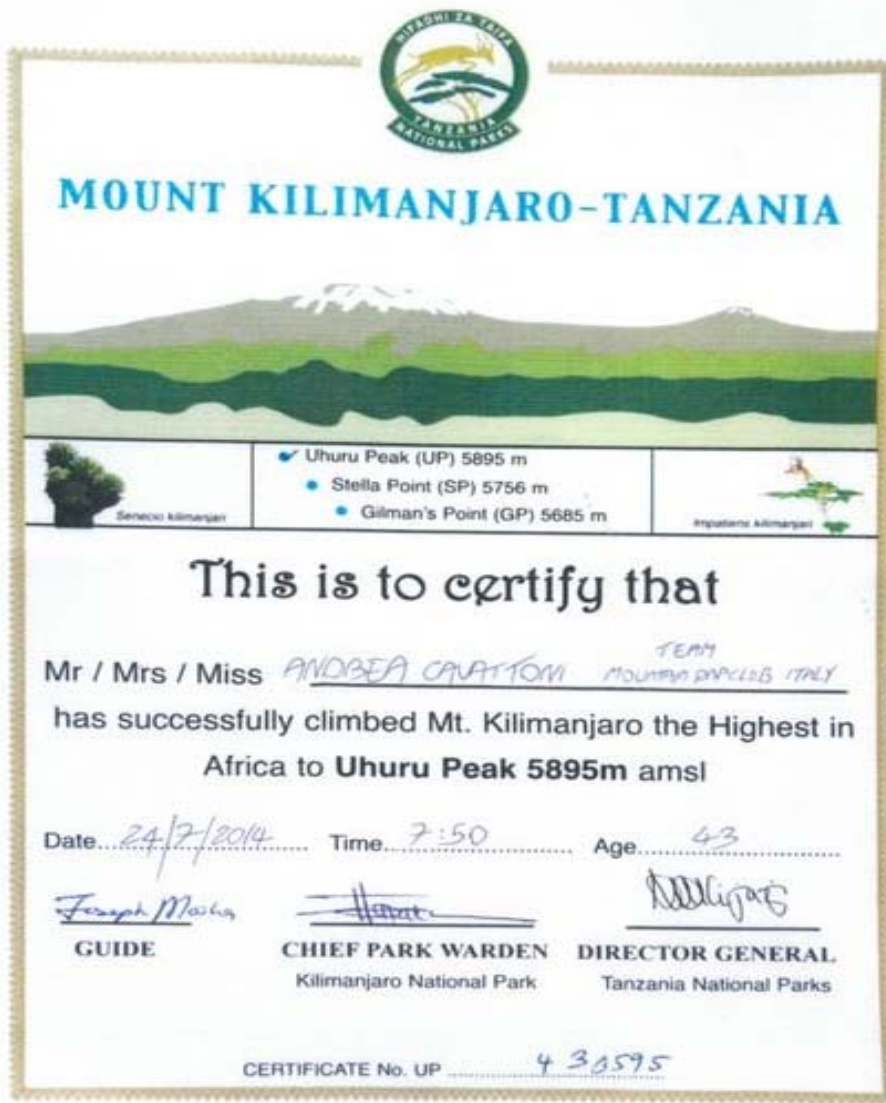 HIFADHI ZA TAIFA
TANZANIA
NATIONAL PARKS
MOUNT KILIMANJARO-TANZANIA
Uhuru Peak (UP) 5895 m
Stella Point (SP) 5756 m
Gilman's Point (GP) 5685 m
Senecio kilimanjari
Impatiens kilimanjari
This is to certify that
TEAM
Mr / Mrs / Miss ANDREA CAVATTONI ITALY
has successfully climbed Mt. Kilimanjaro the Highest in
Africa to Uhuru Peak 5895m amsl
Date 24/7/2014 Time 7:50 Age 43
Joseph
GUIDE CHIEF PARK WARDEN DIRECTOR GENERAL
Kilimanjaro National Park Tanzania National Parks
CERTIFICATE No. UP 430595